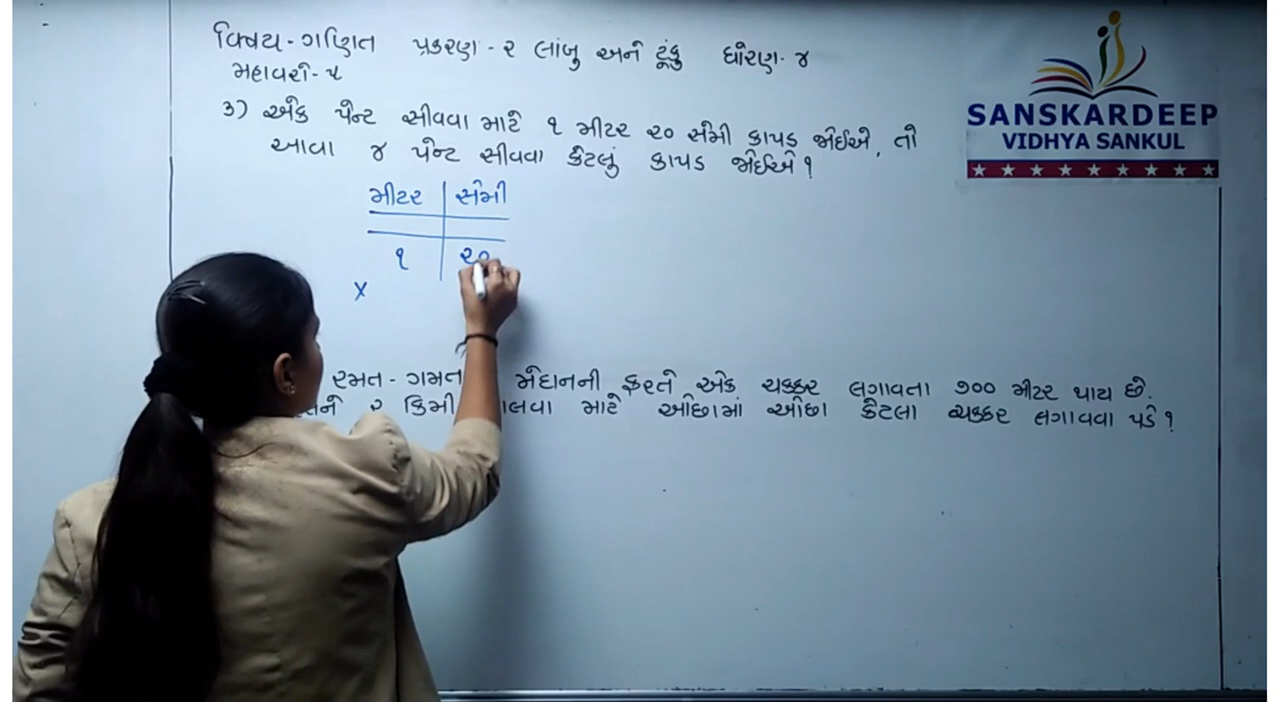 વિષય - ગણિત પ્રકરણ - ૨ લાંબુ અને ટૂંકું ધોરણ - ૪
મહાવરો - ૫
૩) એક પેન્ટ સીવવા માટે ૧ મીટર ૨૦ સેમી કાપડ જોઈએ, તો
આવા ૪ પેન્ટ સીવવા કેટલું કાપડ જોઈએ ?
મીટર સેમી
૧ ૨૦
×
રમત - ગમત મેદાનની ફરતે એક ચક્કર લગાવતા ૭૦૦ મીટર થાય છે.
૨ કિમી માટે ઓછામાં ઓછા કેટલા ચક્કર લગાવવા પડે ?
SANSKARDEEP
VIDHYA SANKUL